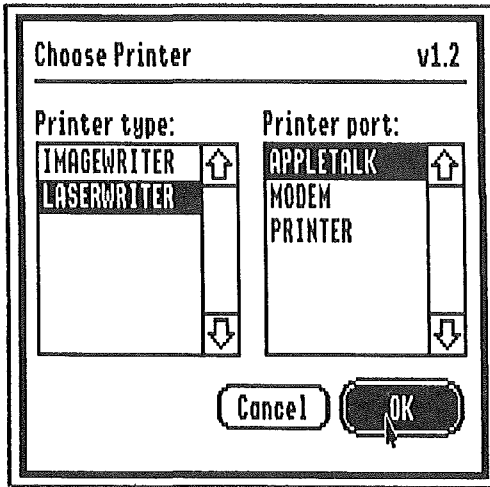 Choose Printer v1.2
Printer type: Printer port:
IMAGEWRITER APPLETALK
LASERWRITER MODEM
PRINTER
Cancel OK